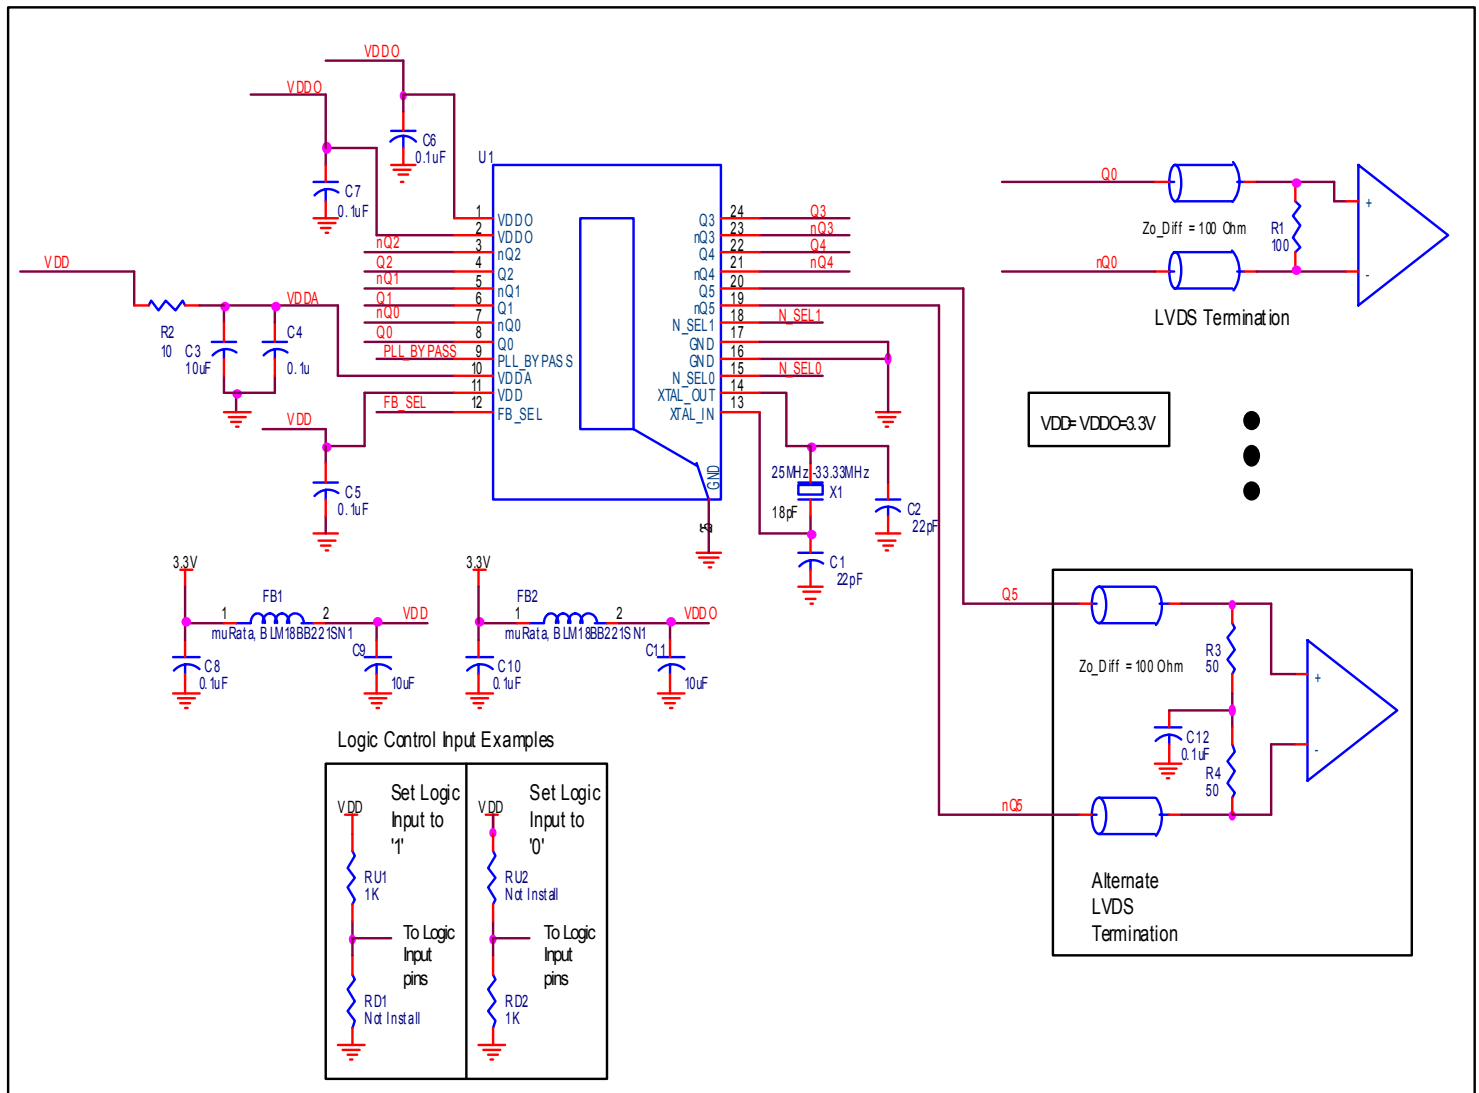 VDDO
VDDO
C6
0.1uF
C7
0.1uF
U1
VDD
R2
10
VDDA
C3
10uF
C4
0.1u
nQ2
Q2
nQ1
Q1
nQ0
Q0
PLL_BYPASS
FB_SEL
VDD
C5
0.1uF
1 VDDO
2 VDDO
3 nQ2
4 Q2
5 nQ1
6 Q1
7 nQ0
8 Q0
9 PLL_BYPASS
10 VDDA
11 VDD
12 FB_SEL
Q3 24 Q3
nQ3 23 nQ3
Q4 22 Q4
nQ4 21 nQ4
Q5 20
nQ5 19
N_SEL1 18 N_SEL1
GND 17
GND 16
N_SEL0 15 N_SEL0
XTAL_OUT 14
XTAL_IN 13
GND
25
25MHz-33.33MHz
X1
18pF
C2
22pF
C1
22pF
Q0
Zo_Diff = 100 Ohm
R1
100
+
-
nQ0
LVDS Termination
VDD= VDDO=3.3V
3.3V
FB1
1 2
muRata, BLM18BB221SN1
VDD
C8
0.1uF
C9
10uF
3.3V
FB2
1 2
muRata, BLM18BB221SN1
VDDO
C10
0.1uF
C11
10uF
Q5
Zo_Diff = 100 Ohm
R3
50
C12
0.1uF
R4
50
+
-
nQ5
Alternate
LVDS
Termination
Logic Control Input Examples
VDD
Set Logic
Input to
'1'
RU1
1K
To Logic
Input
pins
RD1
Not Install
VDD
Set Logic
Input to
'0'
RU2
Not Install
To Logic
Input
pins
RD2
1K